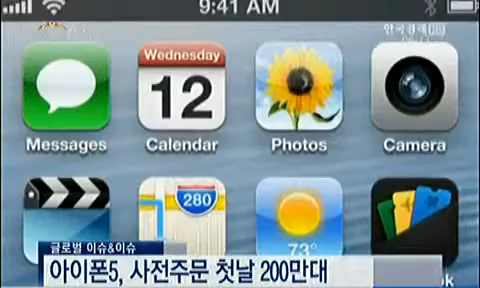 9:41 AM
한국경제TV
Wednesday
12
Messages
Calendar
Photos
Camera
280
73°
글로벌 이슈&이슈
아이폰5, 사전주문 첫날 200만대